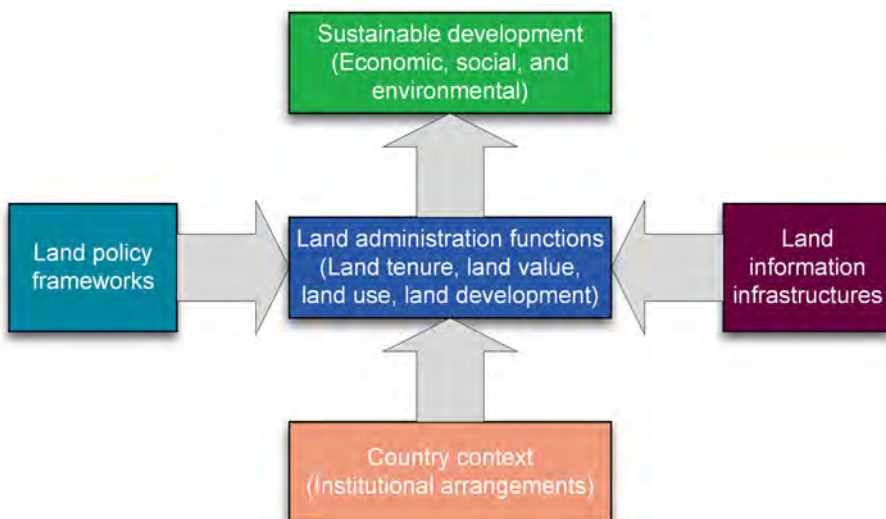 Sustainable development
(Economic, social, and
environmental)
Land policy
frameworks
Land administration functions
(Land tenure, land value,
land use, land development)
Land
information
infrastructures
Country context
(Institutional arrangements)